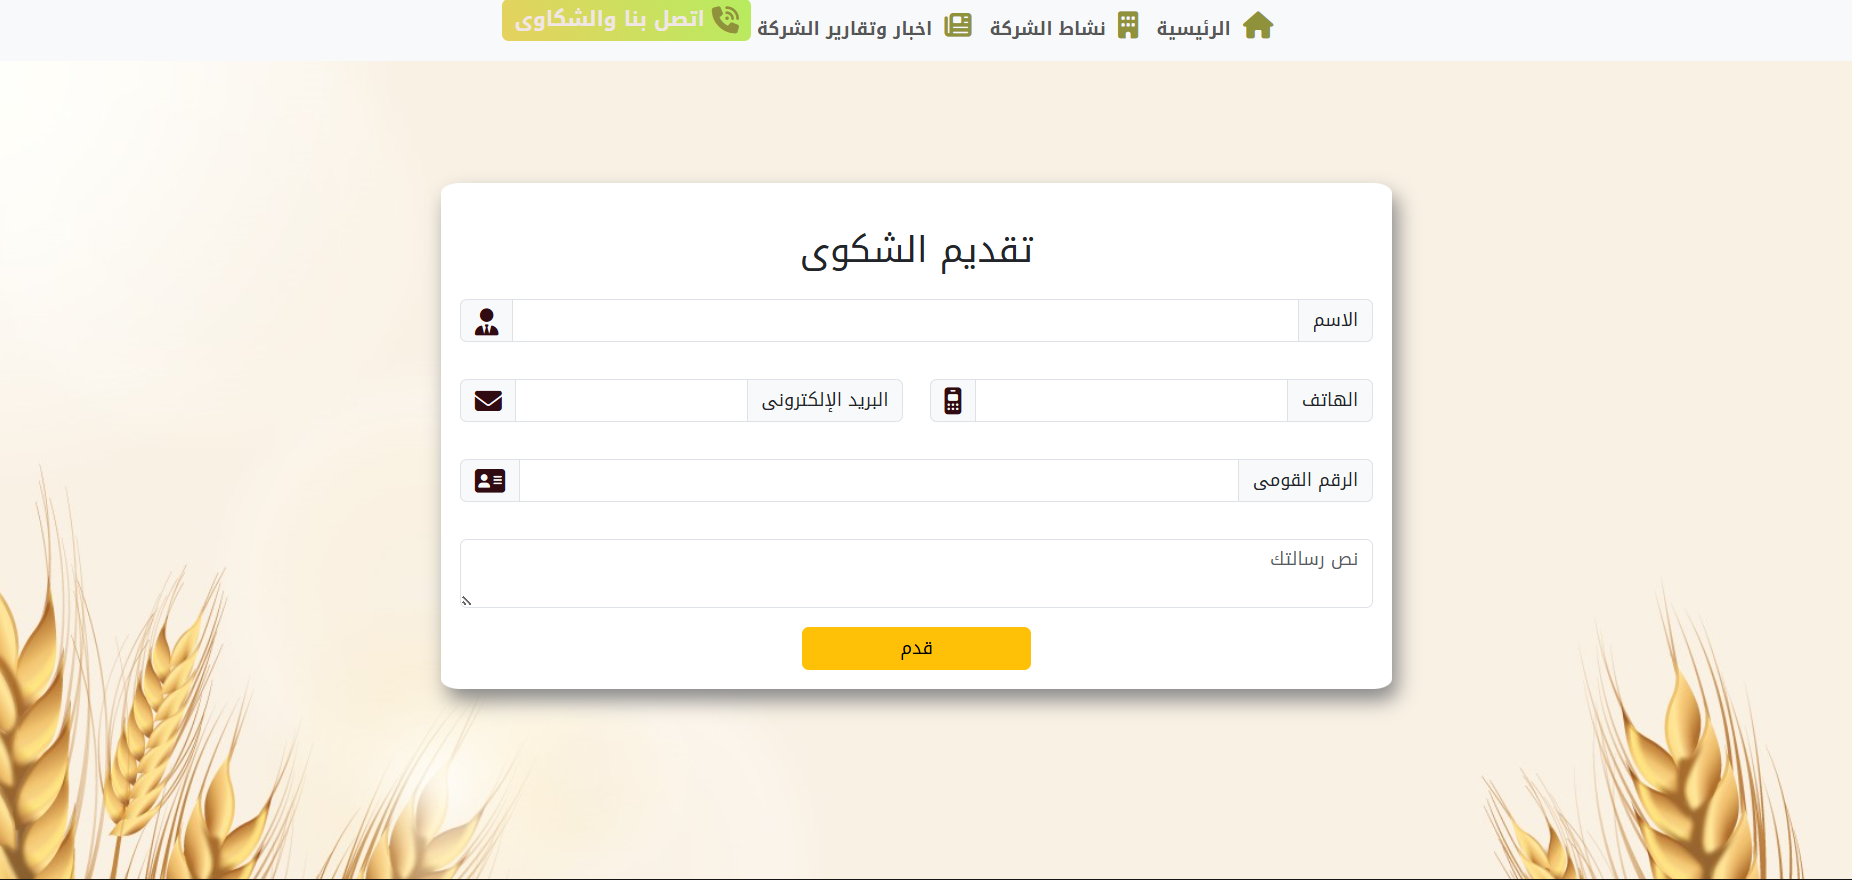 الرئيسية
نشاط الشركة
اخبار وتقارير الشركة
اتصل بنا والشكاوى
تقديم الشكوى
الاسم
الهاتف
البريد الإلكترونى
الرقم القومى
نص رسالتك
قدم